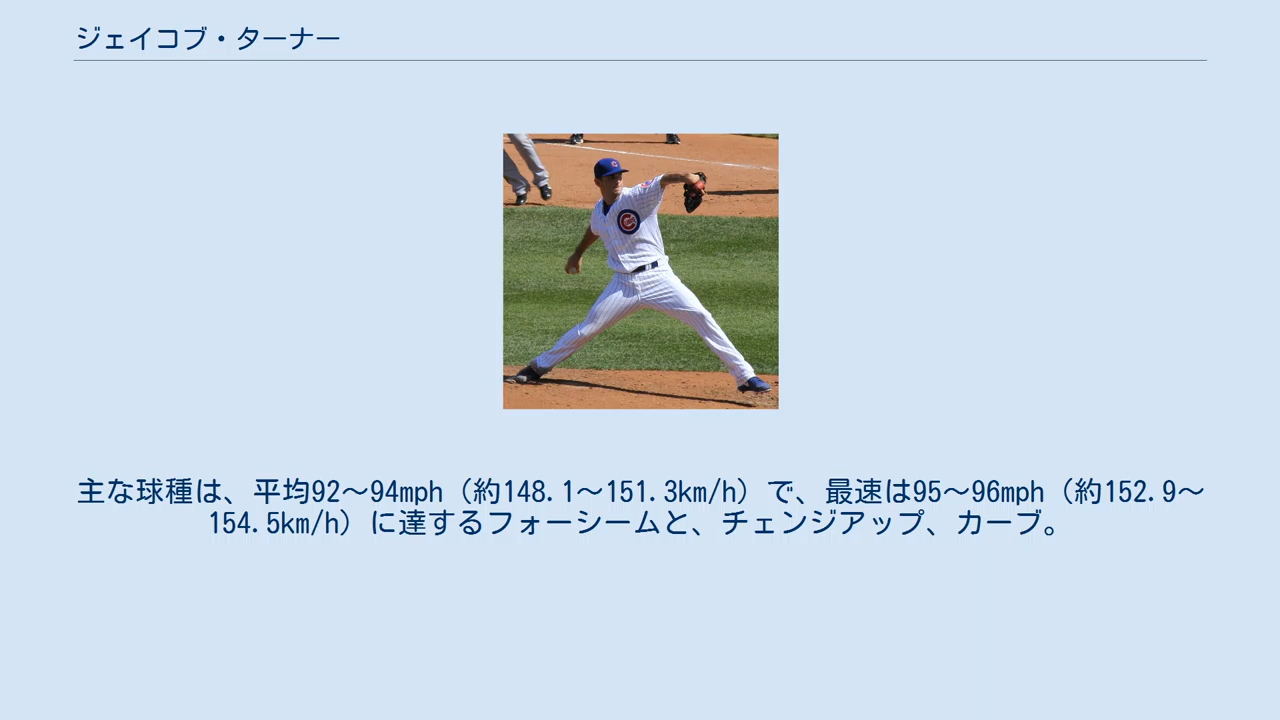 ジェイコブ・ターナー
主な球種は、平均92〜94mph（約148.1〜151.3km/h）で、最速は95〜96mph（約152.9〜
154.5km/h）に達するフォーシームと、チェンジアップ、カーブ。